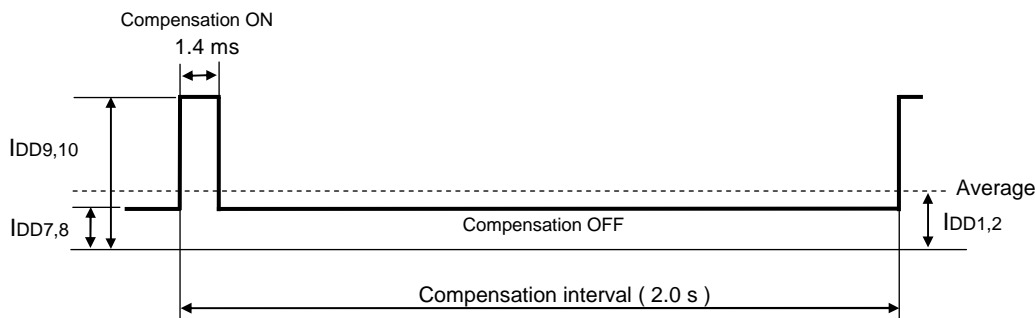 Compensation ON
1.4 ms
IDD9,10
Average
IDD7,8
Compensation OFF
IDD1,2
Compensation interval ( 2.0 s )